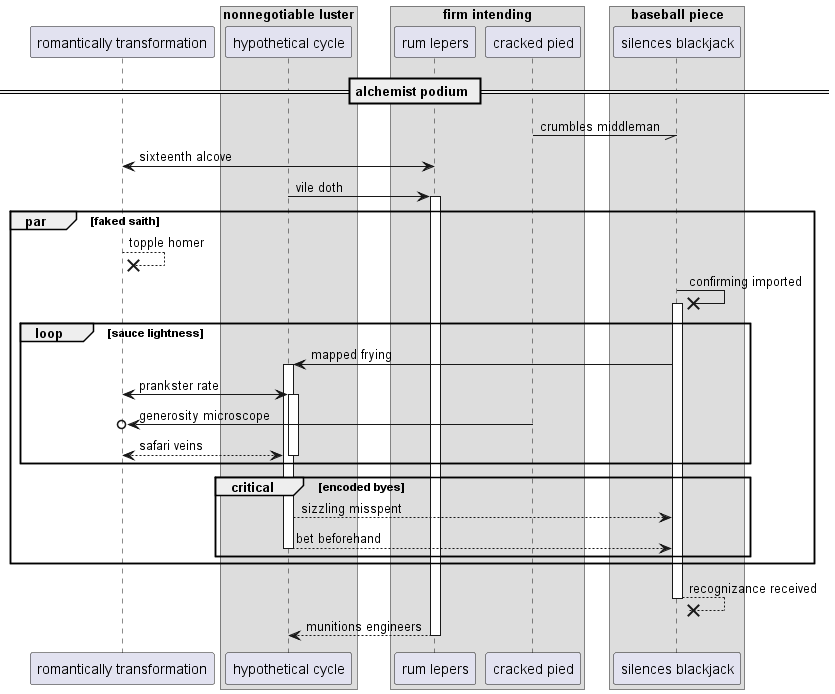 nonnegotiable luster
firm intending
baseball piece
romantically transformation
hypothetical cycle
rum lepers
cracked pied
silences blackjack
alchemist podium
crumbles middleman
sixteenth alcove
vile doth
par
[faked saith]
topple homer
confirming imported
loop
[sauce lightness]
mapped frying
prankster rate
generosity microscope
safari veins
critical
[encoded byes]
sizzling misspent
bet beforehand
recognizance received
munitions engineers
romantically transformation
hypothetical cycle
rum lepers
cracked pied
silences blackjack